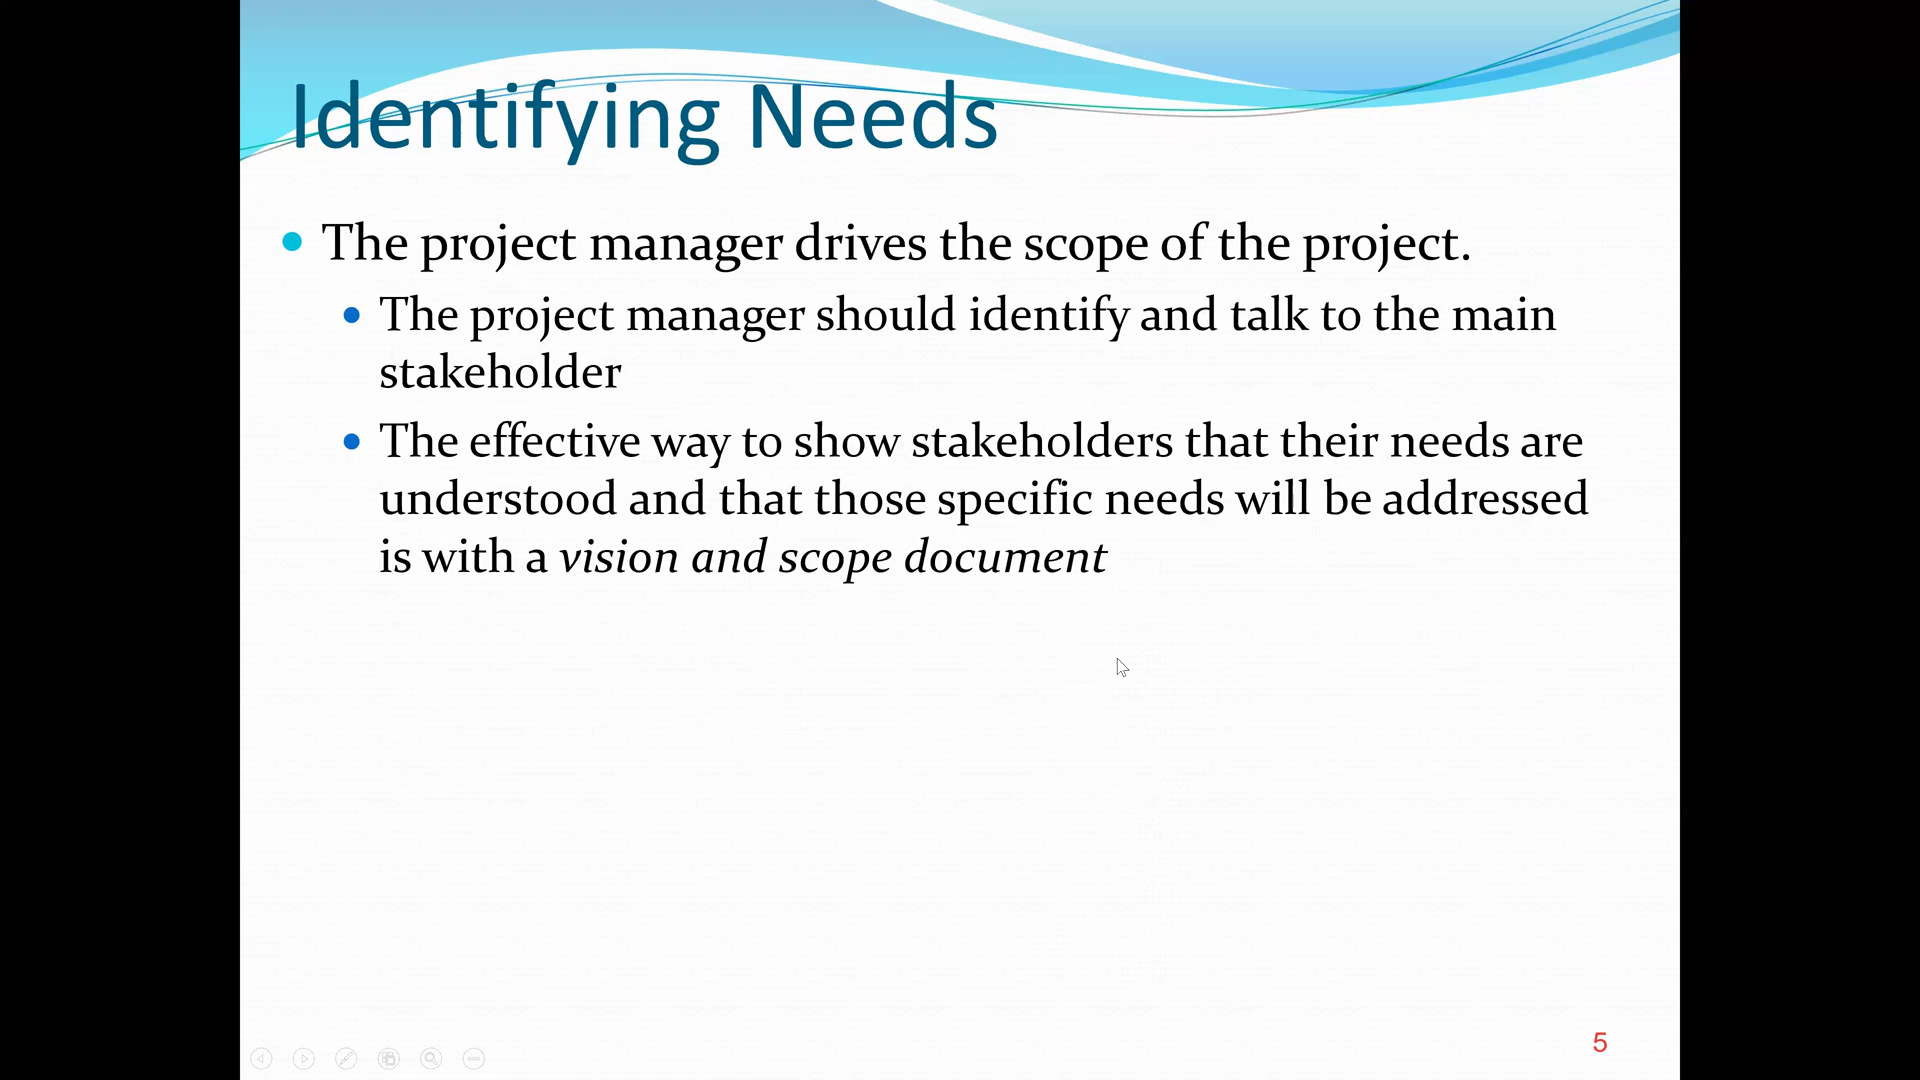 Identifying Needs
• The project manager drives the scope of the project.
• The project manager should identify and talk to the main
stakeholder
• The effective way to show stakeholders that their needs are
understood and that those specific needs will be addressed
is with a vision and scope document
5